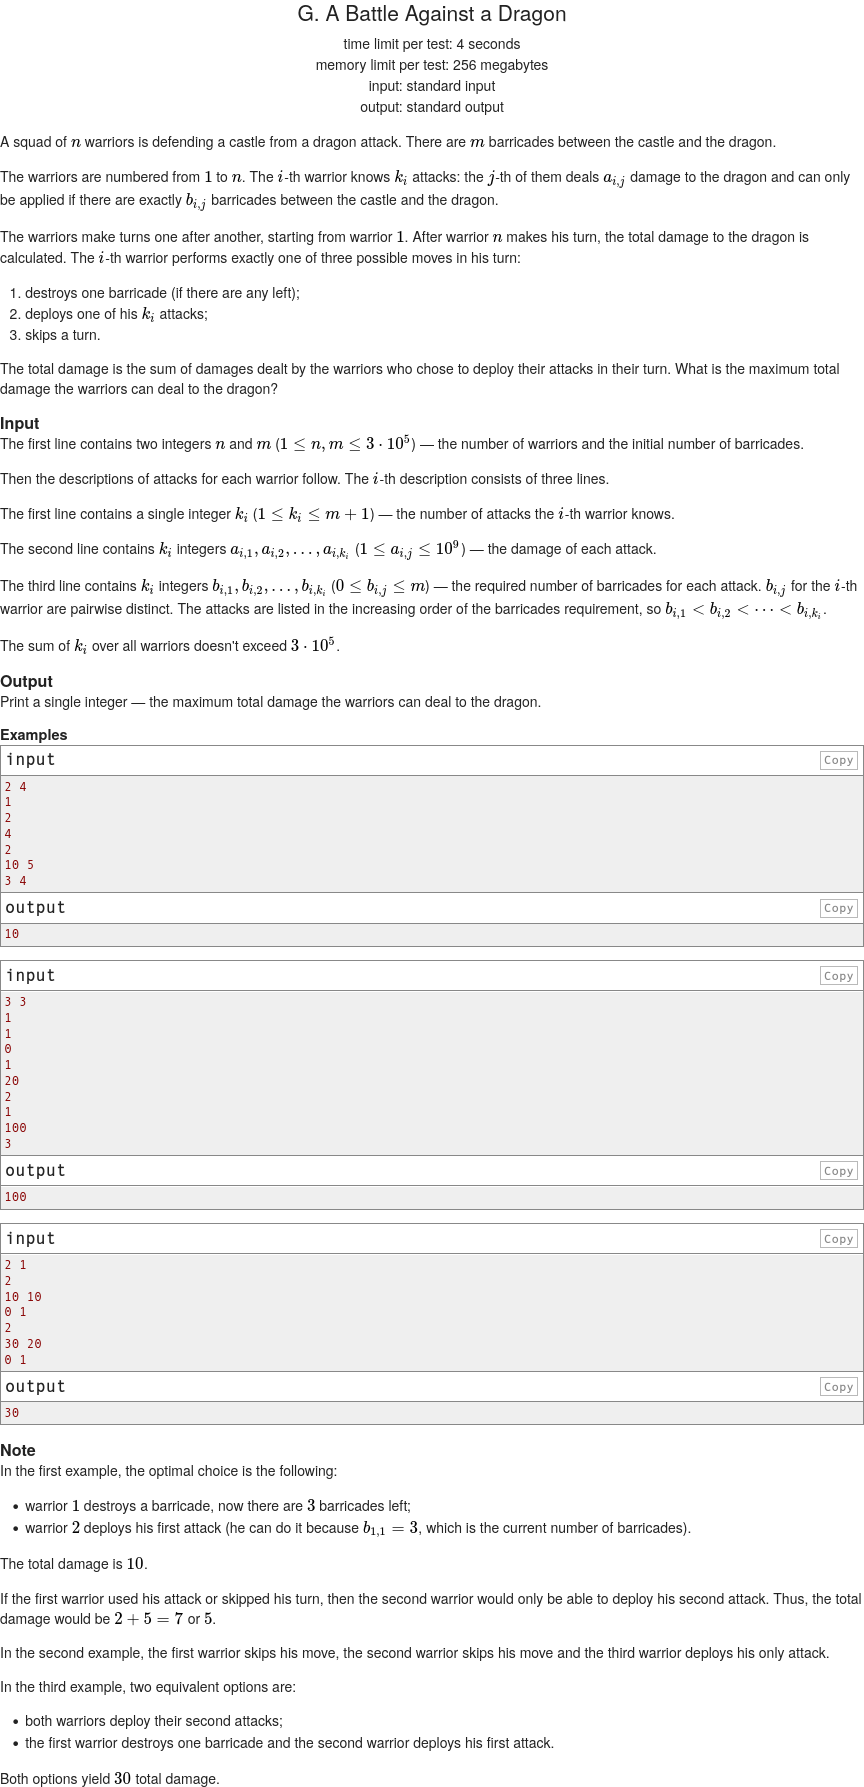 G. A Battle Against a Dragon
time limit per test: 4 seconds
memory limit per test: 256 megabytes
input: standard input
output: standard output
A squad of n warriors is defending a castle from a dragon attack. There are m barricades between the castle and the dragon.
The warriors are numbered from 1 to n. The i-th warrior knows k_i attacks: the j-th of them deals a_{i,j} damage to the dragon and can only
be applied if there are exactly b_{i,j} barricades between the castle and the dragon.
The warriors make turns one after another, starting from warrior 1. After warrior n makes his turn, the total damage to the dragon is
calculated. The i-th warrior performs exactly one of three possible moves in his turn:
1. destroys one barricade (if there are any left);
2. deploys one of his k_i attacks;
3. skips a turn.
The total damage is the sum of damages dealt by the warriors who chose to deploy their attacks in their turn. What is the maximum total
damage the warriors can deal to the dragon?
Input
The first line contains two integers n and m (1 ≤ n, m ≤ 3 · 10^5) — the number of warriors and the initial number of barricades.
Then the descriptions of attacks for each warrior follow. The i-th description consists of three lines.
The first line contains a single integer k_i (1 ≤ k_i ≤ m + 1) — the number of attacks the i-th warrior knows.
The second line contains k_i integers a_{i,1}, a_{i,2}, . . . , a_{i,k_i} (1 ≤ a_{i,j} ≤ 10^9) — the damage of each attack.
The third line contains k_i integers b_{i,1}, b_{i,2}, . . . , b_{i,k_i} (0 ≤ b_{i,j} ≤ m) — the required number of barricades for each attack. b_{i,j} for the i-th
warrior are pairwise distinct. The attacks are listed in the increasing order of the barricades requirement, so b_{i,1} < b_{i,2} < · · · < b_{i,k_i}.
The sum of k_i over all warriors doesn't exceed 3 · 10^5.
Output
Print a single integer — the maximum total damage the warriors can deal to the dragon.
Examples
input Copy
2 4
1
2
4
2
10 5
3 4
output Copy
10
input Copy
3 3
1
1
0
1
20
2
1
100
3
output Copy
100
input Copy
2 1
2
10 10
0 1
2
30 20
0 1
output Copy
30
Note
In the first example, the optimal choice is the following:
• warrior 1 destroys a barricade, now there are 3 barricades left;
• warrior 2 deploys his first attack (he can do it because b_{1,1} = 3, which is the current number of barricades).
The total damage is 10.
If the first warrior used his attack or skipped his turn, then the second warrior would only be able to deploy his second attack. Thus, the total
damage would be 2 + 5 = 7 or 5.
In the second example, the first warrior skips his move, the second warrior skips his move and the third warrior deploys his only attack.
In the third example, two equivalent options are:
• both warriors deploy their second attacks;
• the first warrior destroys one barricade and the second warrior deploys his first attack.
Both options yield 30 total damage.